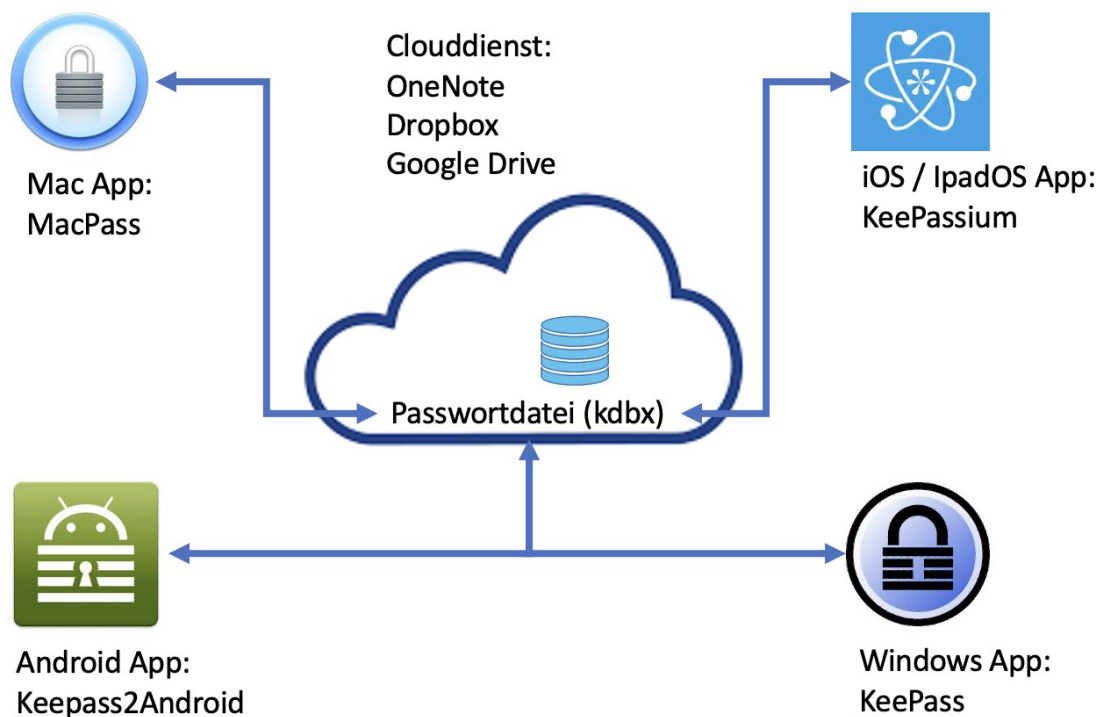 Clouddienst:
OneNote
Dropbox
Google Drive
Mac App:
MacPass
iOS / IpadOS App:
KeePassium
Passwortdatei (kdbx)
Android App:
Keepass2Android
Windows App:
KeePass